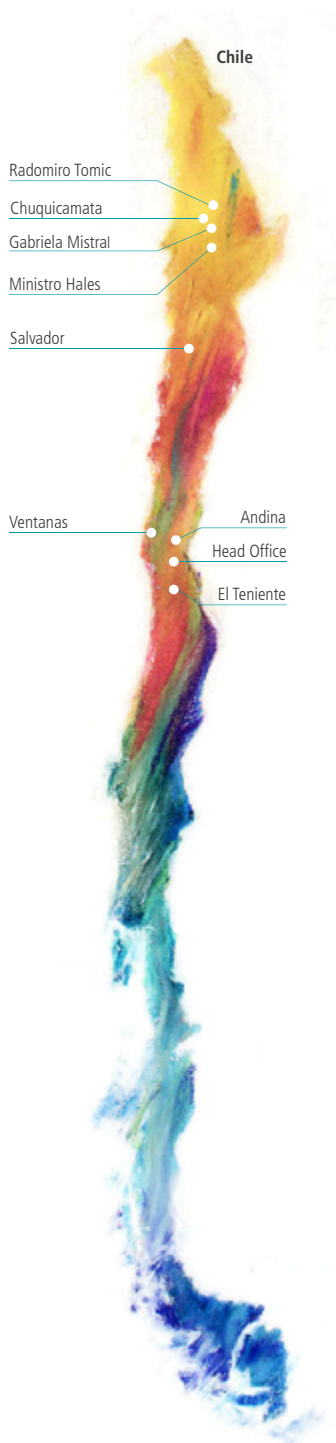 Chile
Radomiro Tomic
Chuquicamata
Gabriela Mistral
Ministro Hales
Salvador
Ventanas
Andina
Head Office
El Teniente